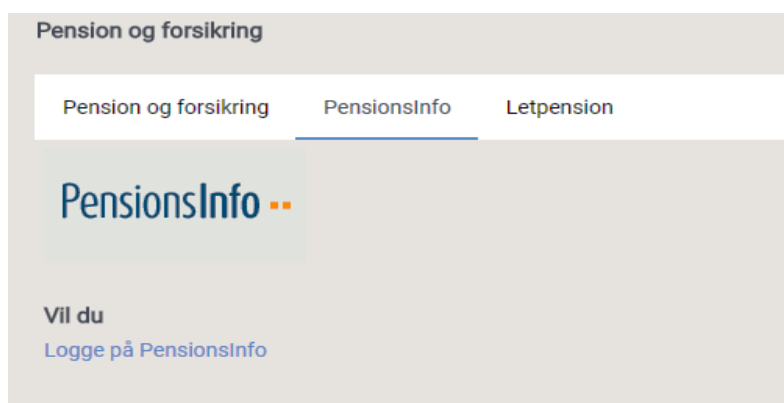 Pension og forsikring
Pension og forsikring PensionsInfo Letpension
PensionsInfo
Vil du
Logge på PensionsInfo